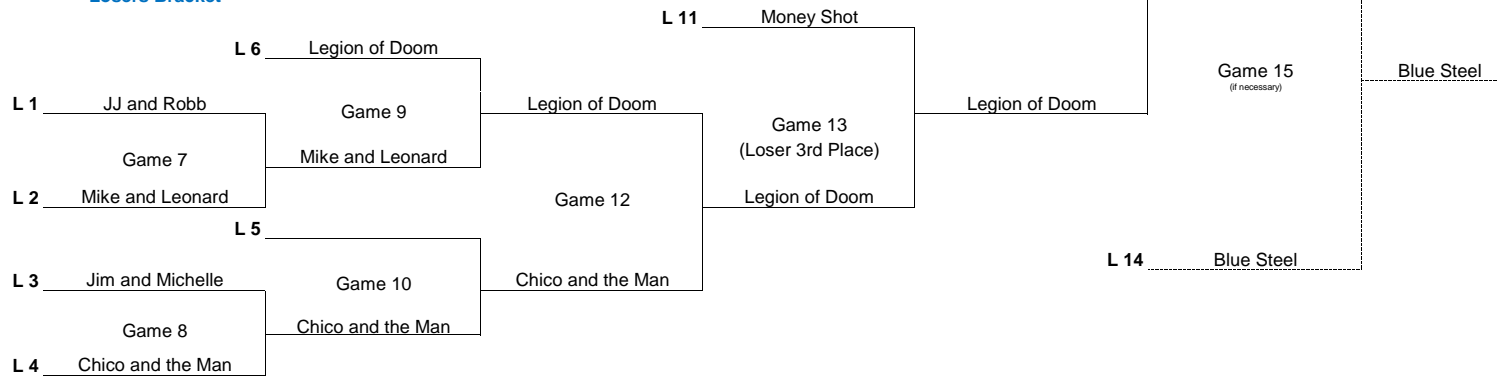 Losers Bracket
L 11 Money Shot
L 6 Legion of Doom
Game 15
(if necessary)
Blue Steel
L 1 JJ and Robb
Game 9
Legion of Doom
Legion of Doom
Game 13
(Loser 3rd Place)
Game 7
Mike and Leonard
L 2 Mike and Leonard
Game 12
Legion of Doom
L 5
L 14 Blue Steel
L 3 Jim and Michelle
Game 10
Chico and the Man
Game 8
Chico and the Man
L 4 Chico and the Man